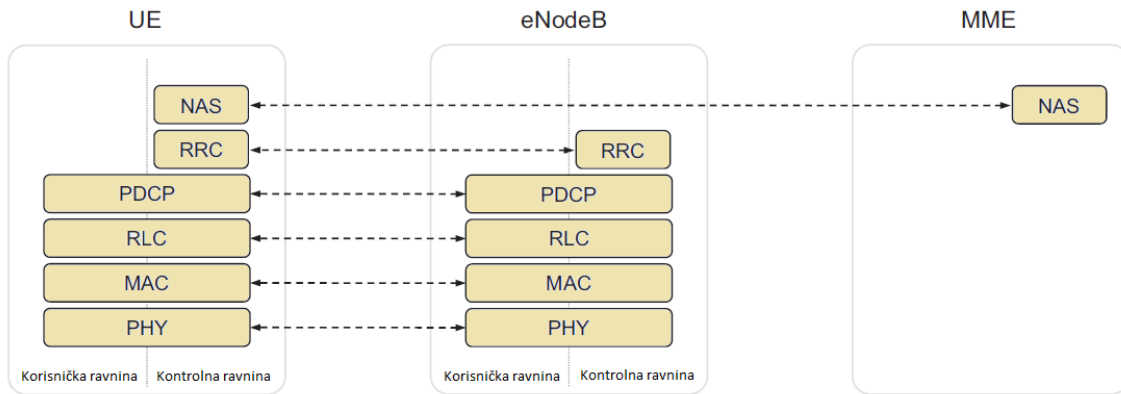 UE eNodeB MME
NAS NAS
RRC RRC
PDCP PDCP
RLC RLC
MAC MAC
PHY PHY
Korisnička ravnina Kontrolna ravnina Korisnička ravnina Kontrolna ravnina